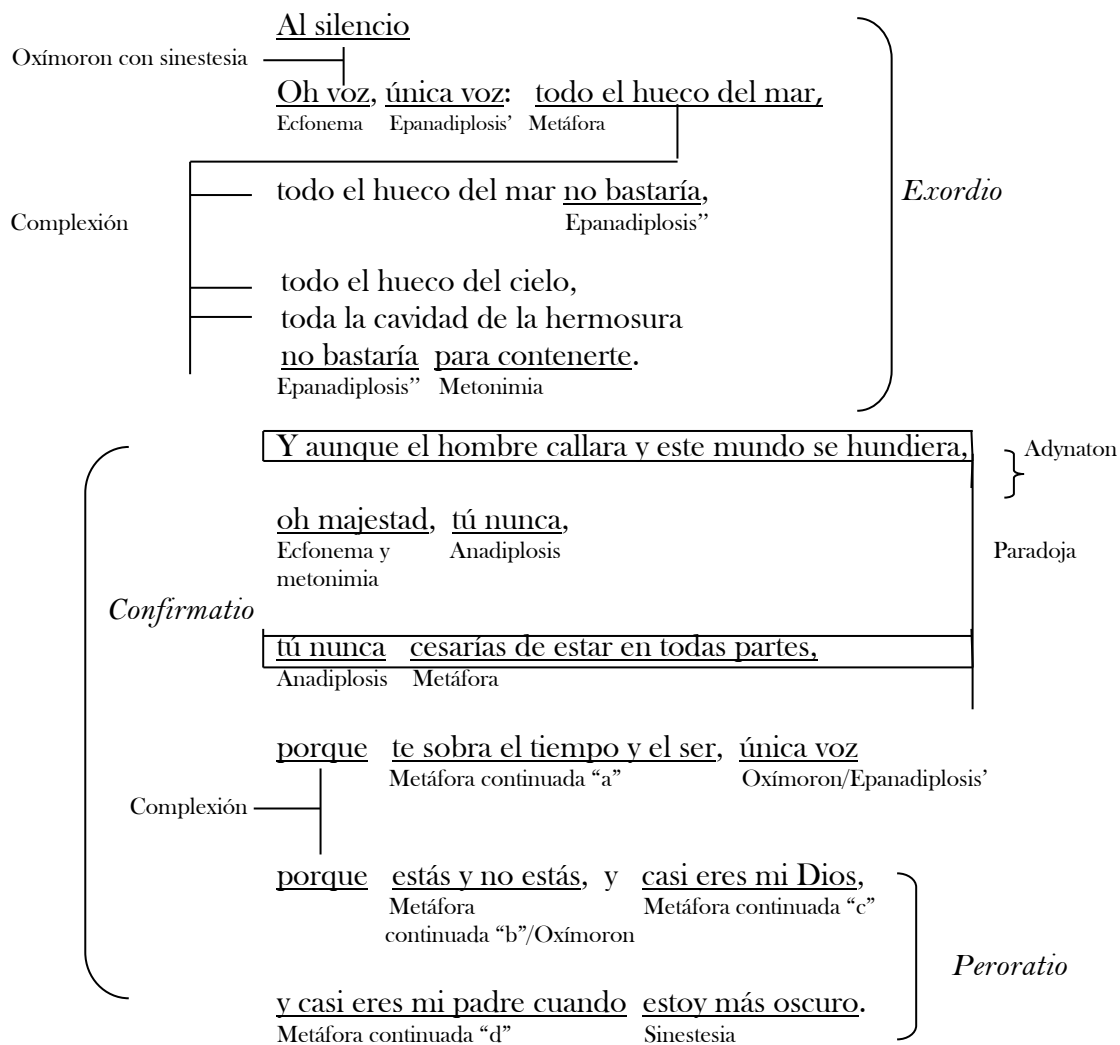 Al silencio
Oxímoron con sinestesia
Oh voz, única voz: todo el hueco del mar,
Ecfonema Epanadiplosis’ Metáfora
todo el hueco del mar no bastaría,
Exordio
Complexión
Epanadiplosis’’
todo el hueco del cielo,
toda la cavidad de la hermosura
no bastaría para contenerte.
Epanadiplosis’’ Metonimia
Y aunque el hombre callara y este mundo se hundiera,
Adynaton
oh majestad, tú nunca,
Ecfonema y Anadiplosis
metonimia
Paradoja
Confirmatio
tú nunca cesarías de estar en todas partes,
Anadiplosis Metáfora
porque te sobra el tiempo y el ser, única voz
Metáfora continuada “a” Oxímoron/Epanadiplosis’
Complexión
porque estás y no estás, y casi eres mi Dios,
Metáfora Metáfora continuada “c”
continuada “b”/Oxímoron
Peroratio
y casi eres mi padre cuando estoy más oscuro.
Metáfora continuada “d” Sinestesia